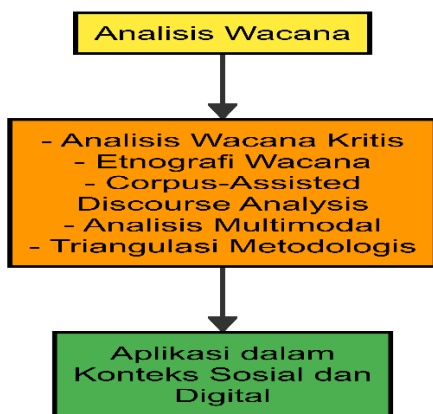 Analisis Wacana
- Analisis Wacana Kritis
- Etnografi Wacana
- Corpus-Assisted
Discourse Analysis
- Analisis Multimodal
- Triangulasi Metodologis
Aplikasi dalam
Konteks Sosial dan
Digital